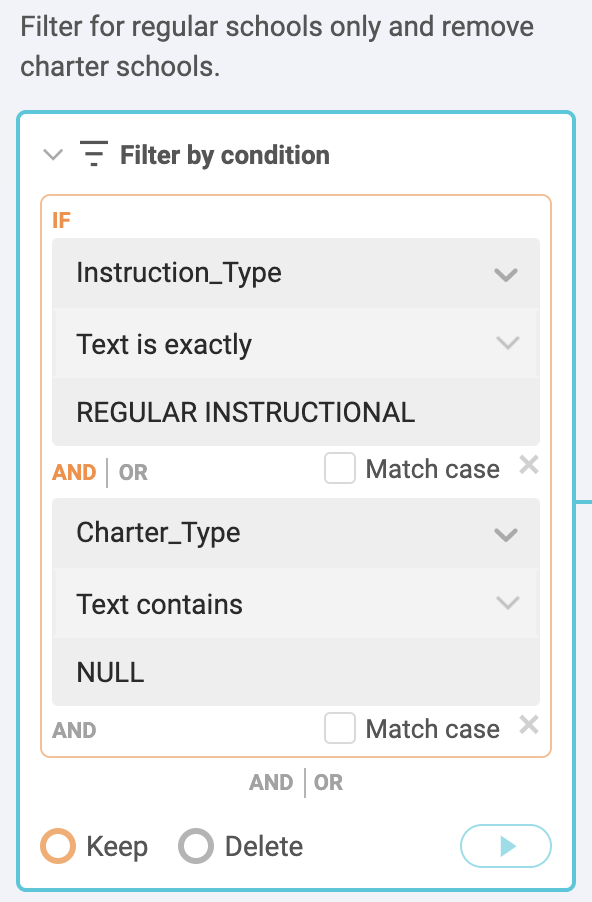 Filter for regular schools only and remove
charter schools.
Filter by condition
IF
Instruction_Type
Text is exactly
REGULAR INSTRUCTIONAL
AND | OR Match case
Charter_Type
Text contains
NULL
AND Match case
AND | OR
Keep Delete